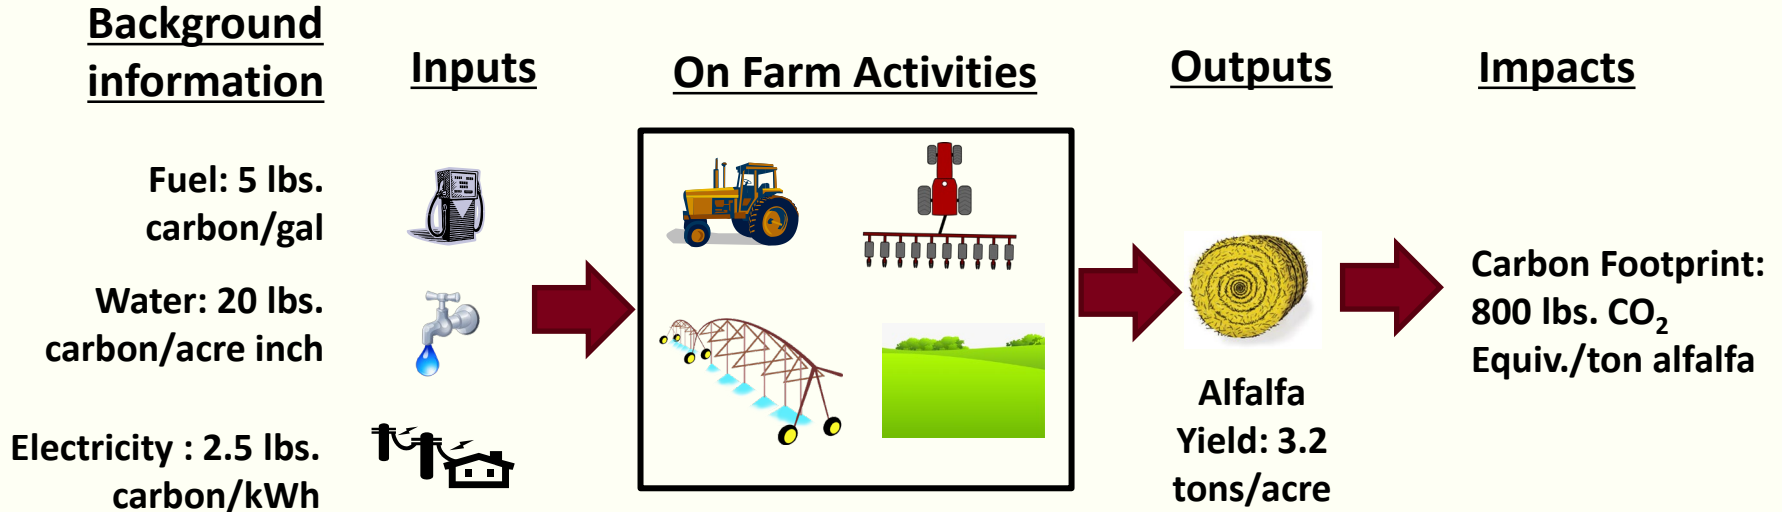 Background
information
Inputs
On Farm Activities
Outputs
Impacts
Fuel: 5 lbs.
carbon/gal
Water: 20 lbs.
carbon/acre inch
Electricity : 2.5 lbs.
carbon/kWh
Alfalfa
Yield: 3.2
tons/acre
Carbon Footprint:
800 lbs. CO₂
Equiv./ton alfalfa